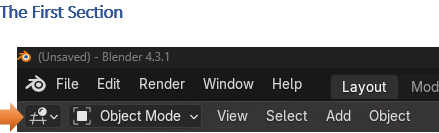 The First Section
(Unsaved) - Blender 4.3.1
File Edit Render Window Help Layout Mod
Object Mode View Select Add Object